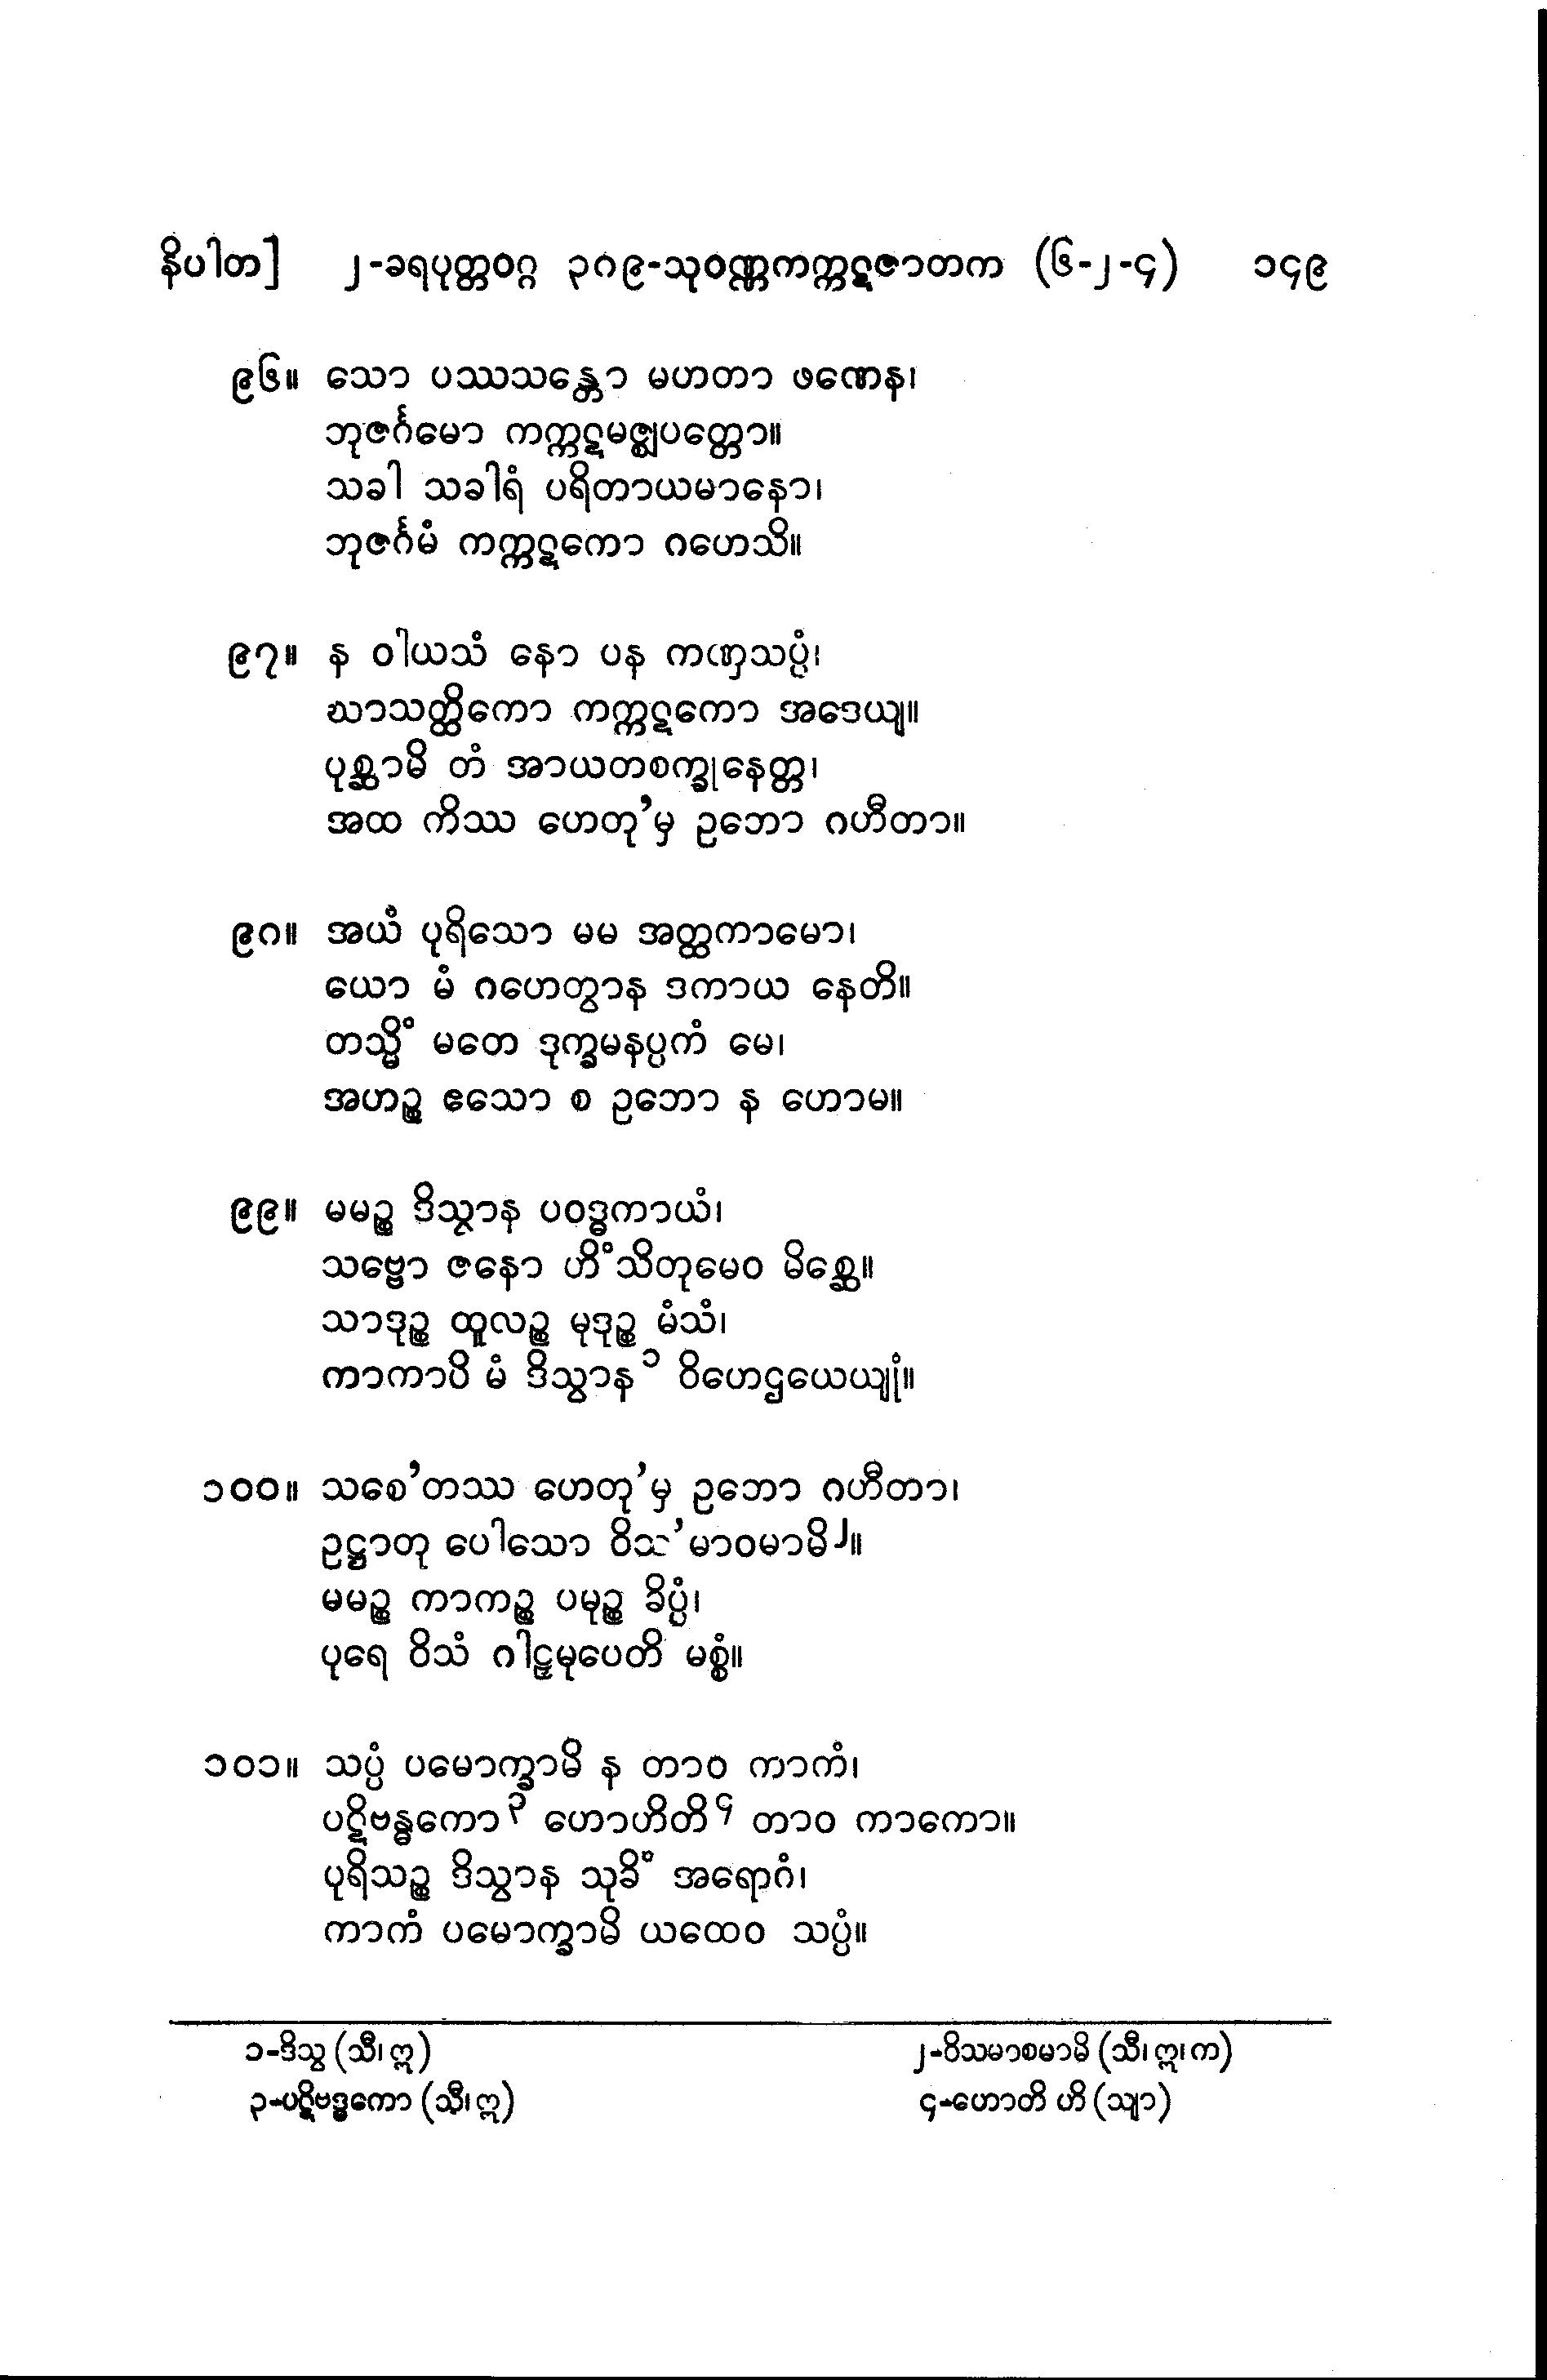 နိပါတ] ၂-ခရပုတ္တဝဂ္ဂ ၃၈၉-သုဝဏ္ဏကက္ကဋဇာတက (၆-၂-၄) ၁၄၉
၉၆။ သော ပဿသန္တော မဟတာ ဖဏေန၊
ဘုဇင်္ဂမော ကက္ကဋမဇ္ဈပတ္တော။
သခါ သခါရံ ပရိတာယမာနော၊
ဘုဇင်္ဂမံ ကက္ကဋကော ဂဟေသိ။
၉၇။ န ဝါယသံ နော ပန ကဏှသပ္ပံ၊
ဃာသတ္ထိကော ကက္ကဋကော အဒေယျ။
ပုစ္ဆာမိ တံ အာယတစက္ခုနေတ္တ၊
အထ ကိဿ ဟေတု’မှ ဥဘော ဂဟီတာ။
၉၈။ အယံ ပုရိသော မမ အတ္ထကာမော၊
ယော မံ ဂဟေတွာန ဒကာယ နေတိ။
တသ္မိံ မတေ ဒုက္ခမနပ္ပကံ မေ၊
အဟဉ္စ ဧသော စ ဥဘော န ဟောမ။
၉၉။ မမဉ္စ ဒိသွာန ပဝဒ္ဓကာယံ၊
သဗ္ဗော ဇနော ဟိံသိတုမေဝ မိစ္ဆေ။
သာဒုဉ္စ ထူလဉ္စ မုဒုဉ္စ မံသံ၊
ကာကာပိ မံ ဒိသွာန ၁ ဝိဟေဌယေယျုံ။
၁၀၀။ သစေ’တဿ ဟေတု’မှ ဥဘော ဂဟီတာ၊
ဥဋ္ဌာတု ပေါသော ဝိသ’မာဝမာမိ၂။
မမဉ္စ ကာကဉ္စ ပမုဉ္စ ခိပ္ပံ၊
ပုရေ ဝိသံ ဂါဠှမုပေတိ မစ္စံ။
၁၀၁။ သပ္ပံ ပမောက္ခာမိ န တာဝ ကာကံ၊
ပဋိဗန္ဓကော၃ ဟောဟိတိ၄ တာဝ ကာကော။
ပုရိသဉ္စ ဒိသွာန သုခိံ အရောဂံ၊
ကာကံ ပမောက္ခာမိ ယထေဝ သပ္ပံ။
၁-ဒိသွ (သီ၊ ဣ) ၂-ဝိသမာစမာမိ (သီ၊ ဣ၊ က)
၃-ပဋိဗဒ္ဓကော (သီ၊ ဣ) ၄-ဟောတိ ဟိ (သျာ)